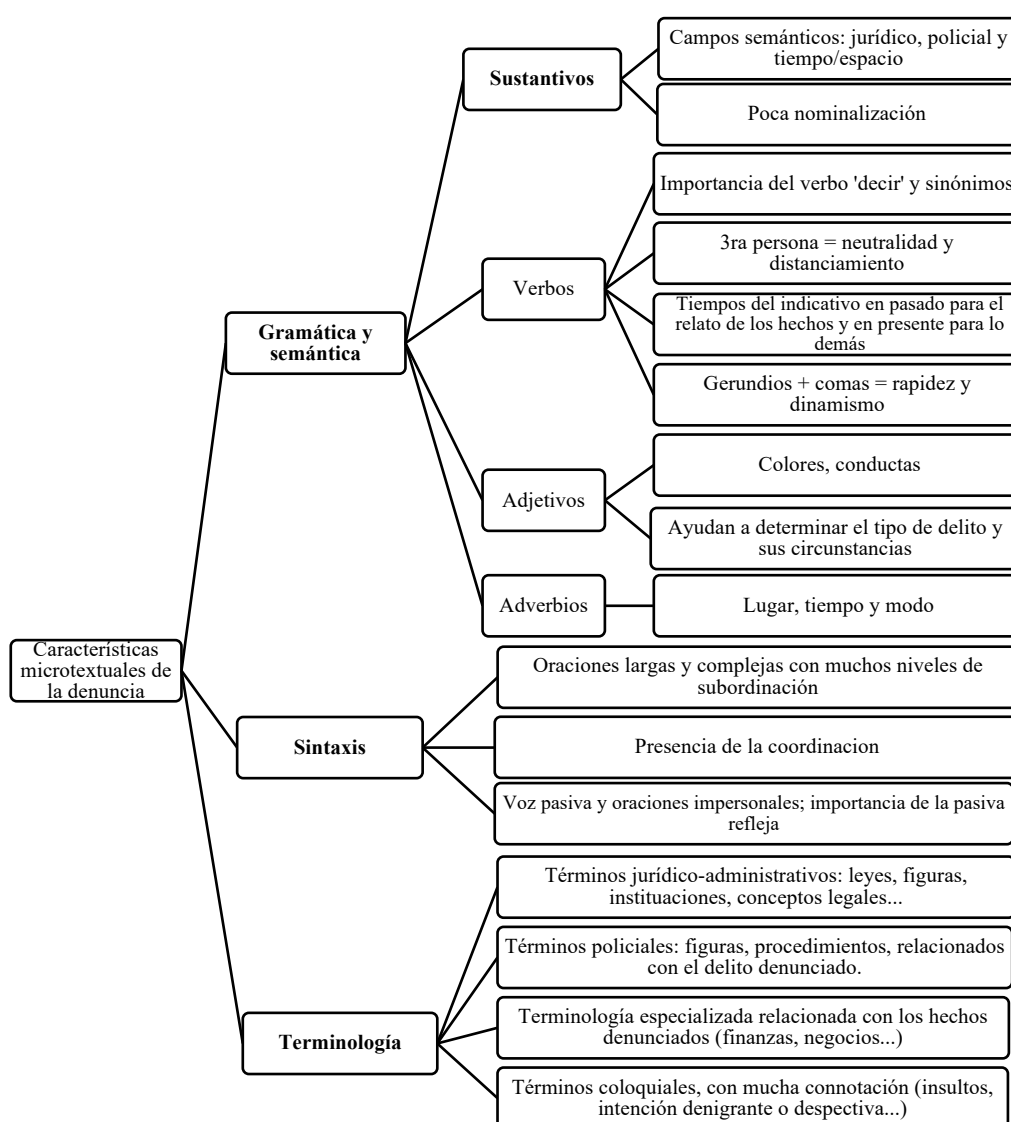 Características
microtextuales de
la denuncia
Gramática y
semántica
Sustantivos
Campos semánticos: jurídico, policial y
tiempo/espacio
Poca nominalización
Verbos
Importancia del verbo 'decir' y sinónimos
3ra persona = neutralidad y
distanciamiento
Tiempos del indicativo en pasado para el
relato de los hechos y en presente para lo
demás
Gerundios + comas = rapidez y
dinamismo
Adjetivos
Colores, conductas
Ayudan a determinar el tipo de delito y
sus circunstancias
Adverbios
Lugar, tiempo y modo
Sintaxis
Oraciones largas y complejas con muchos niveles de
subordinación
Presencia de la coordinacion
Voz pasiva y oraciones impersonales; importancia de la pasiva
refleja
Terminología
Términos jurídico-administrativos: leyes, figuras,
instituaciones, conceptos legales...
Términos policiales: figuras, procedimientos, relacionados
con el delito denunciado.
Terminología especializada relacionada con los hechos
denunciados (finanzas, negocios...)
Términos coloquiales, con mucha connotación (insultos,
intención denigrante o despectiva...)